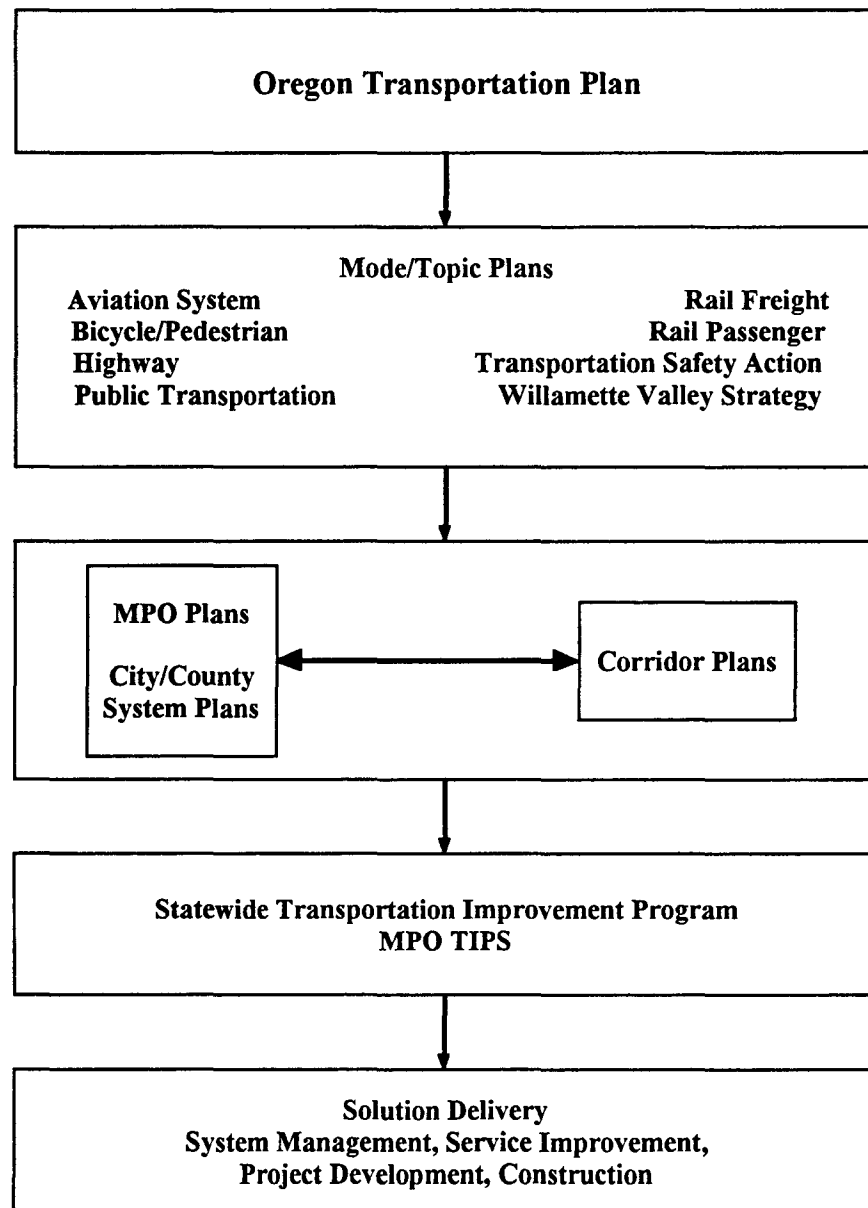 Oregon Transportation Plan
Mode/Topic Plans
Aviation System
Bicycle/Pedestrian
Highway
Public Transportation
Rail Freight
Rail Passenger
Transportation Safety Action
Willamette Valley Strategy
MPO Plans
City/County
System Plans
Corridor Plans
Statewide Transportation Improvement Program
MPO TIPS
Solution Delivery
System Management, Service Improvement,
Project Development, Construction